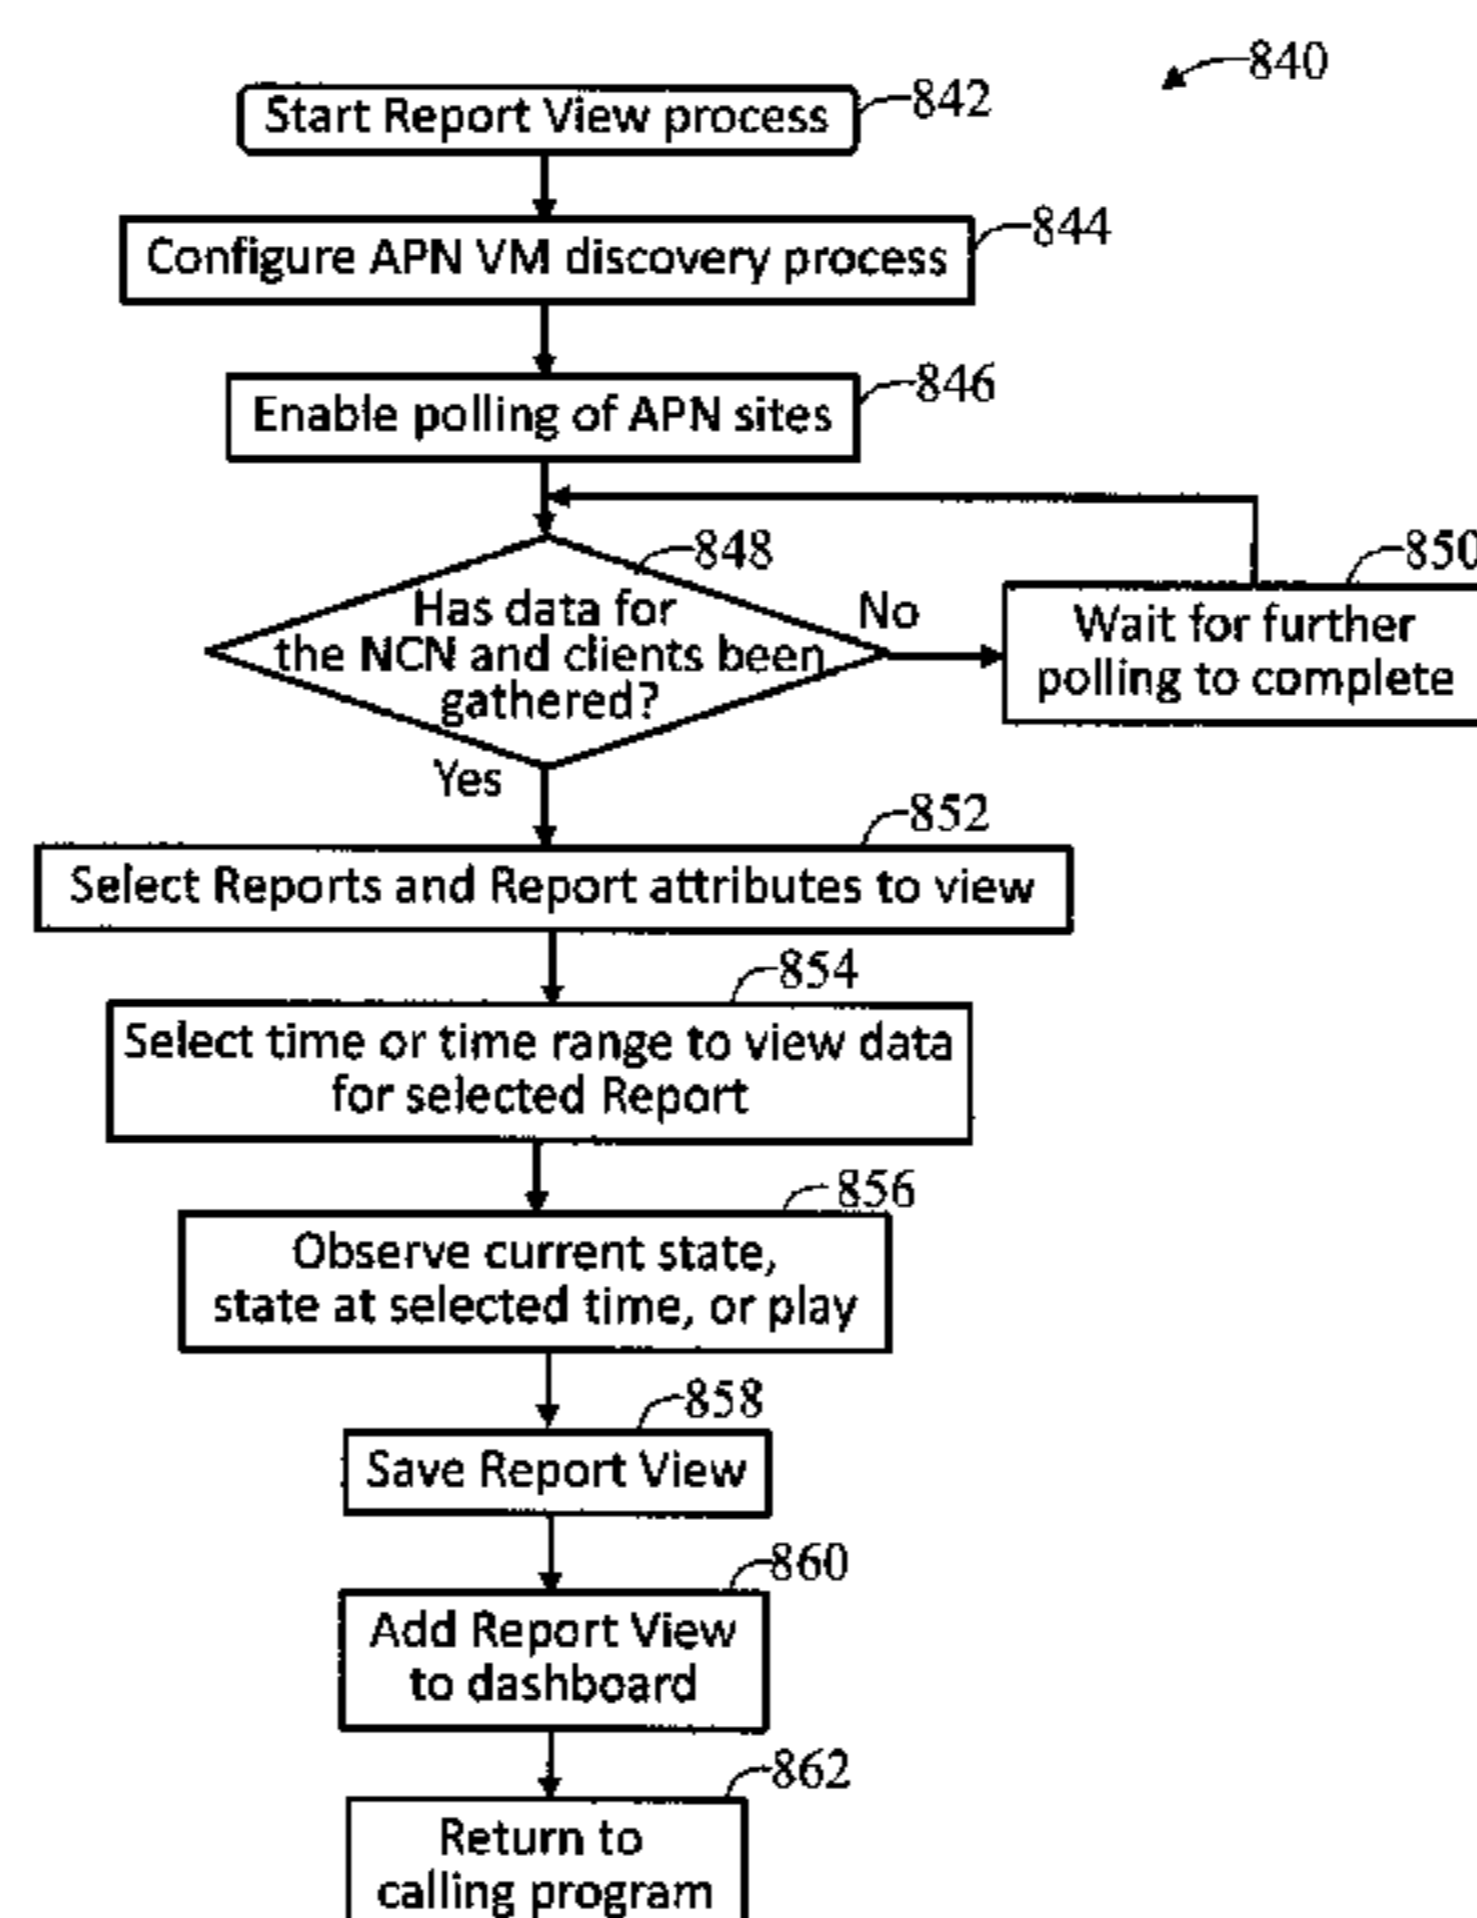 840
Start Report View process
842
Configure APN VM discovery process
844
Enable polling of APN sites
846
848
Has data for
the NCN and clients been
gathered?
No
Yes
850
Wait for further
polling to complete
852
Select Reports and Report attributes to view
854
Select time or time range to view data
for selected Report
856
Observe current state,
state at selected time, or play
858
Save Report View
860
Add Report View
to dashboard
862
Return to
calling program